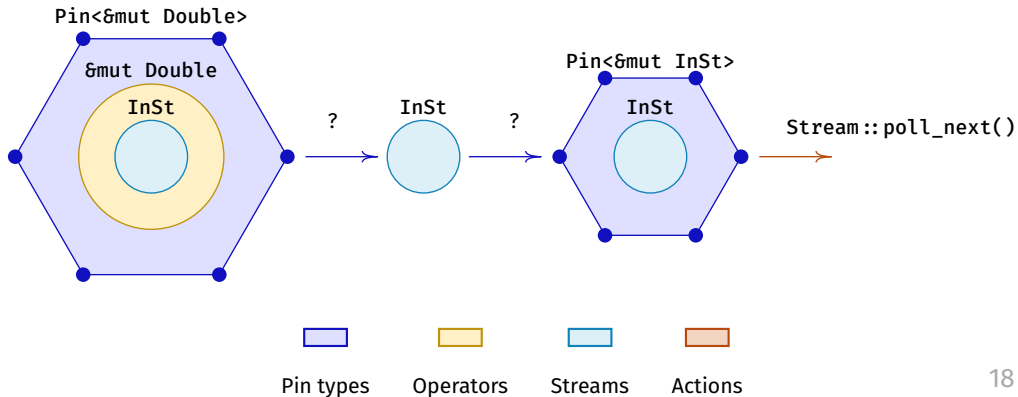 Pin<&mut Double>
&mut Double
InSt
?
InSt
?
Pin<&mut InSt>
InSt
Stream::poll_next()
Pin types
Operators
Streams
Actions
18